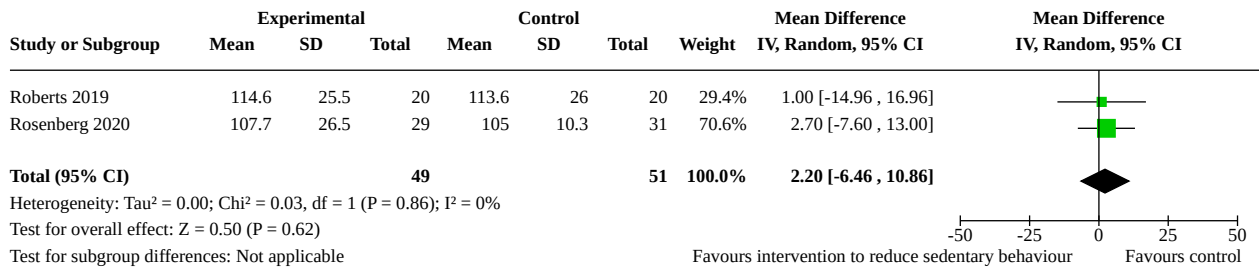 Experimental Control Mean Difference Mean Difference
Study or Subgroup Mean SD Total Mean SD Total Weight IV, Random, 95% CI IV, Random, 95% CI
Roberts 2019 114.6 25.5 20 113.6 26 20 29.4% 1.00 [-14.96 , 16.96]
Rosenberg 2020 107.7 26.5 29 105 10.3 31 70.6% 2.70 [-7.60 , 13.00]
Total (95% CI) 49 51 100.0% 2.20 [-6.46 , 10.86]
Heterogeneity: Tau² = 0.00; Chi² = 0.03, df = 1 (P = 0.86); I² = 0%
Test for overall effect: Z = 0.50 (P = 0.62)
-50 -25 0 25 50
Test for subgroup differences: Not applicable Favours intervention to reduce sedentary behaviour Favours control